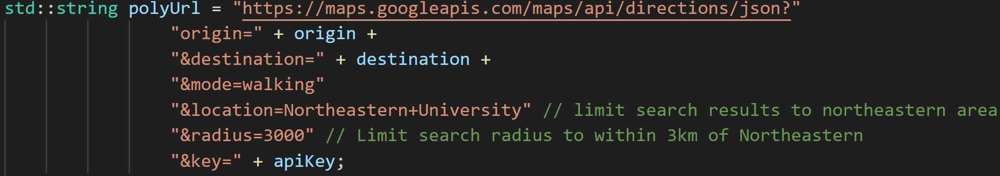 std::string polyUrl = "https://maps.googleapis.com/maps/api/directions/json?"
"origin=" + origin +
"&destination=" + destination +
"&mode=walking"
"&location=Northeastern+University" // limit search results to northeastern area
"&radius=3000" // Limit search radius to within 3km of Northeastern
"&key=" + apiKey;